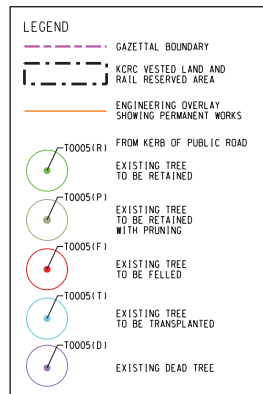 LEGEND
GAZETTAL BOUNDARY
KCRC VESTED LAND AND
RAIL RESERVED AREA
ENGINEERING OVERLAY
SHOWING PERMANENT WORKS
FROM KERB OF PUBLIC ROAD
T0005(R)
EXISTING TREE
TO BE RETAINED
T0005(P)
EXISTING TREE
TO BE RETAINED
WITH PRUNING
T0005(F)
EXISTING TREE
TO BE FELLED
T0005(T)
EXISTING TREE
TO BE TRANSPLANTED
T0005(D)
EXISTING DEAD TREE